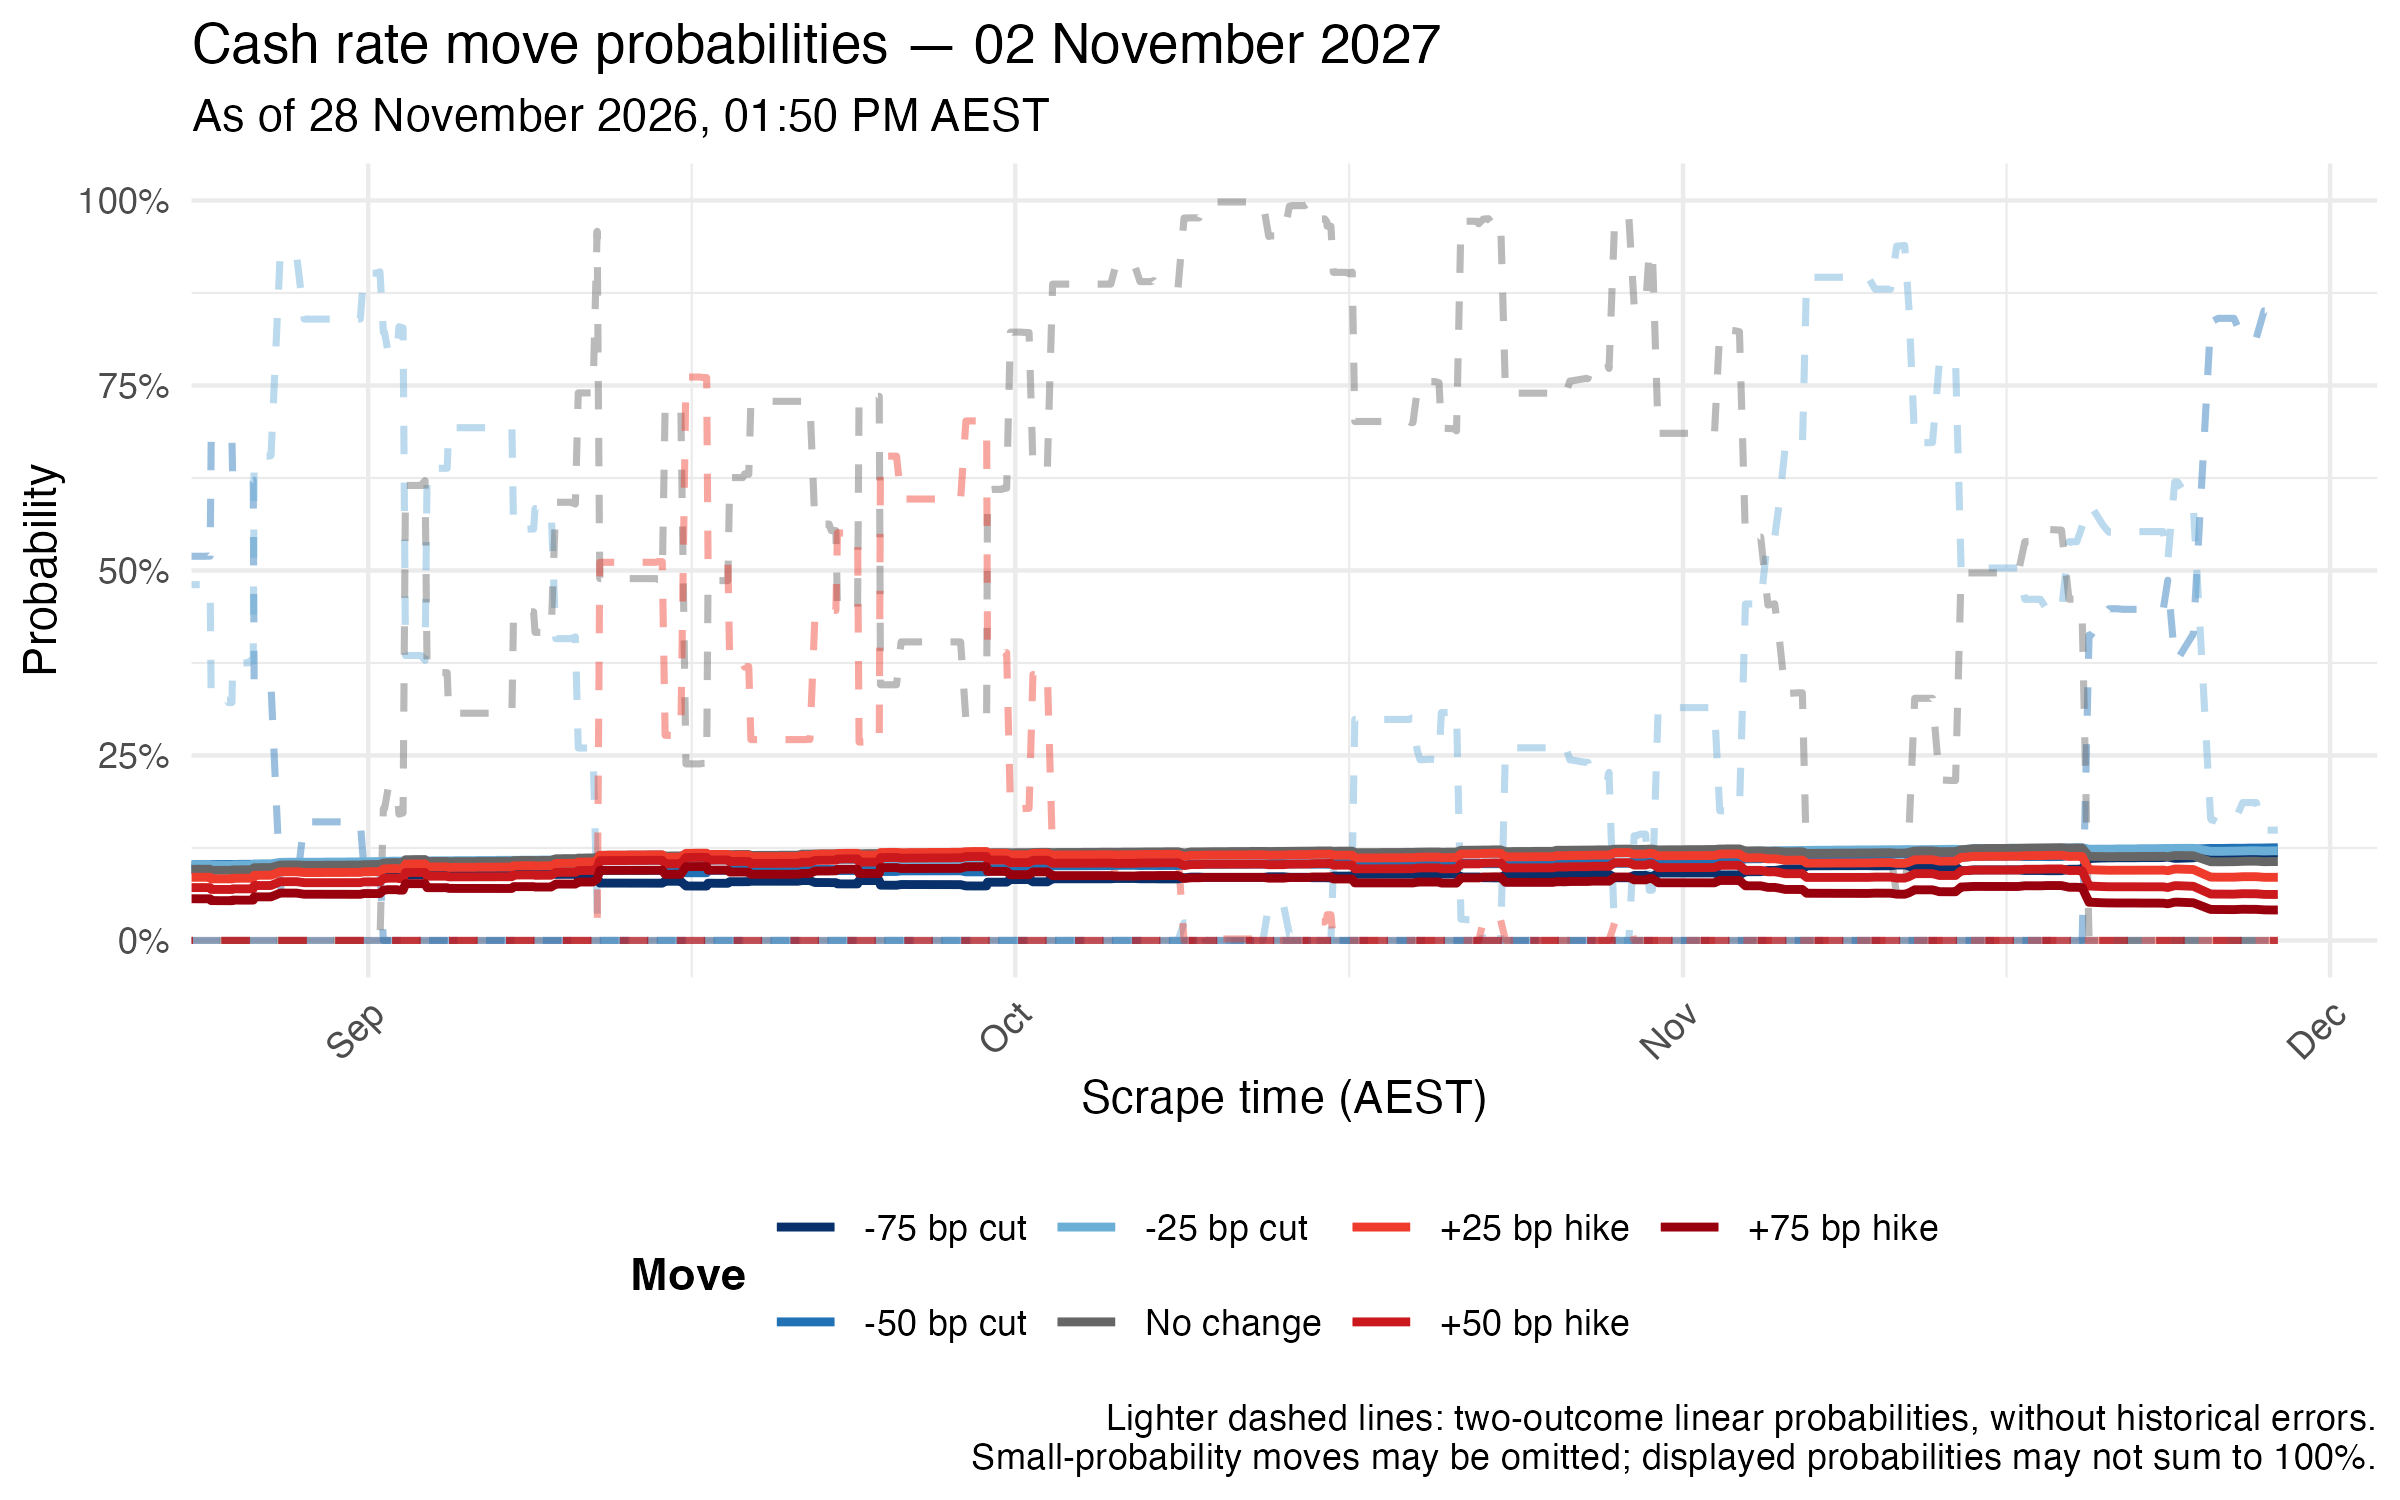 Cash rate move probabilities — 02 November 2027
As of 28 November 2026, 01:50 PM AEST
Probability
100%
75%
50%
25%
0%
Sep
Oct
Nov
Dec
Scrape time (AEST)
Move
-75 bp cut
-25 bp cut
+25 bp hike
+75 bp hike
-50 bp cut
No change
+50 bp hike
Lighter dashed lines: two-outcome linear probabilities, without historical errors.
Small-probability moves may be omitted; displayed probabilities may not sum to 100%.